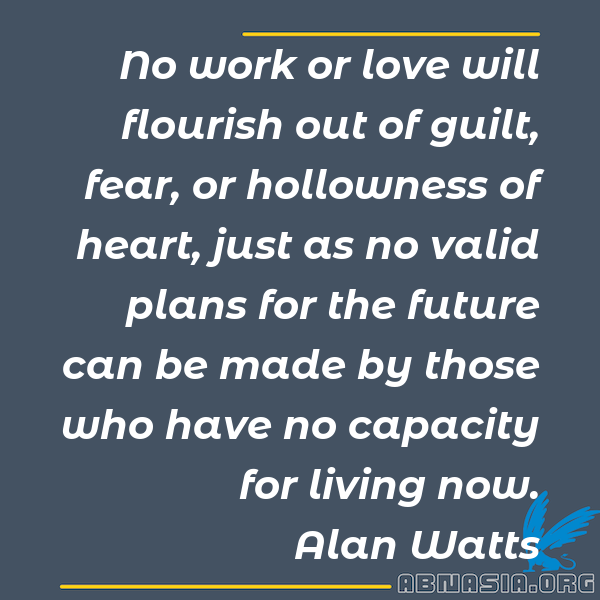 No work or love will
flourish out of guilt,
fear, or hollowness of
heart, just as no valid
plans for the future
can be made by those
who have no capacity
for living now.
Alan Watts
ABNASIA.ORG